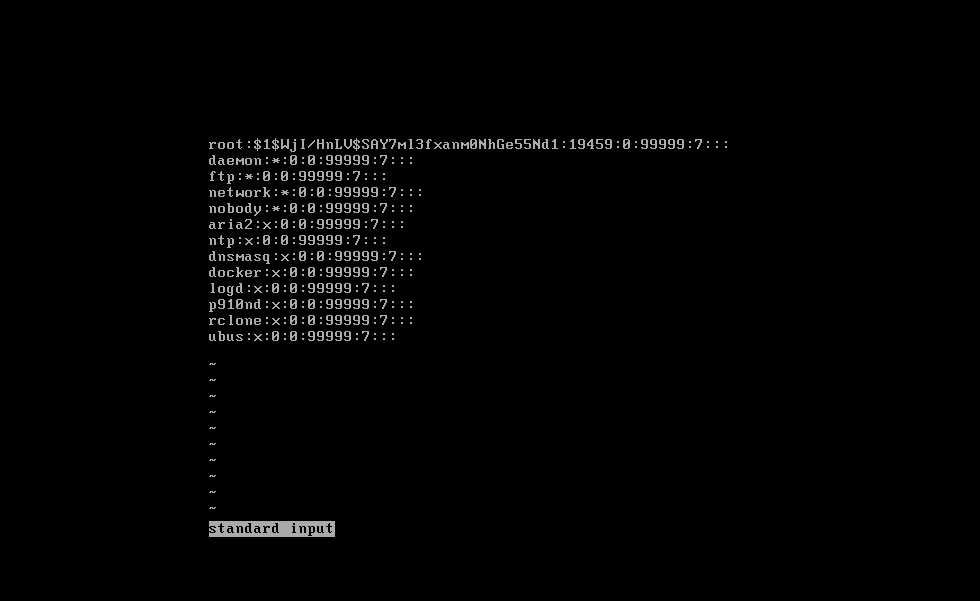 root:$1$WjI/HnLV$SAY7ml3fxanm0NhGe55Nd1:19459:0:99999:7:::
daemon:*:0:0:99999:7:::
ftp:*:0:0:99999:7:::
network:*:0:0:99999:7:::
nobody:*:0:0:99999:7:::
aria2:x:0:0:99999:7:::
ntp:x:0:0:99999:7:::
dnsmasq:x:0:0:99999:7:::
docker:x:0:0:99999:7:::
logd:x:0:0:99999:7:::
p910nd:x:0:0:99999:7:::
rclone:x:0:0:99999:7:::
ubus:x:0:0:99999:7:::
~
~
~
~
~
~
~
~
~
~
standard input